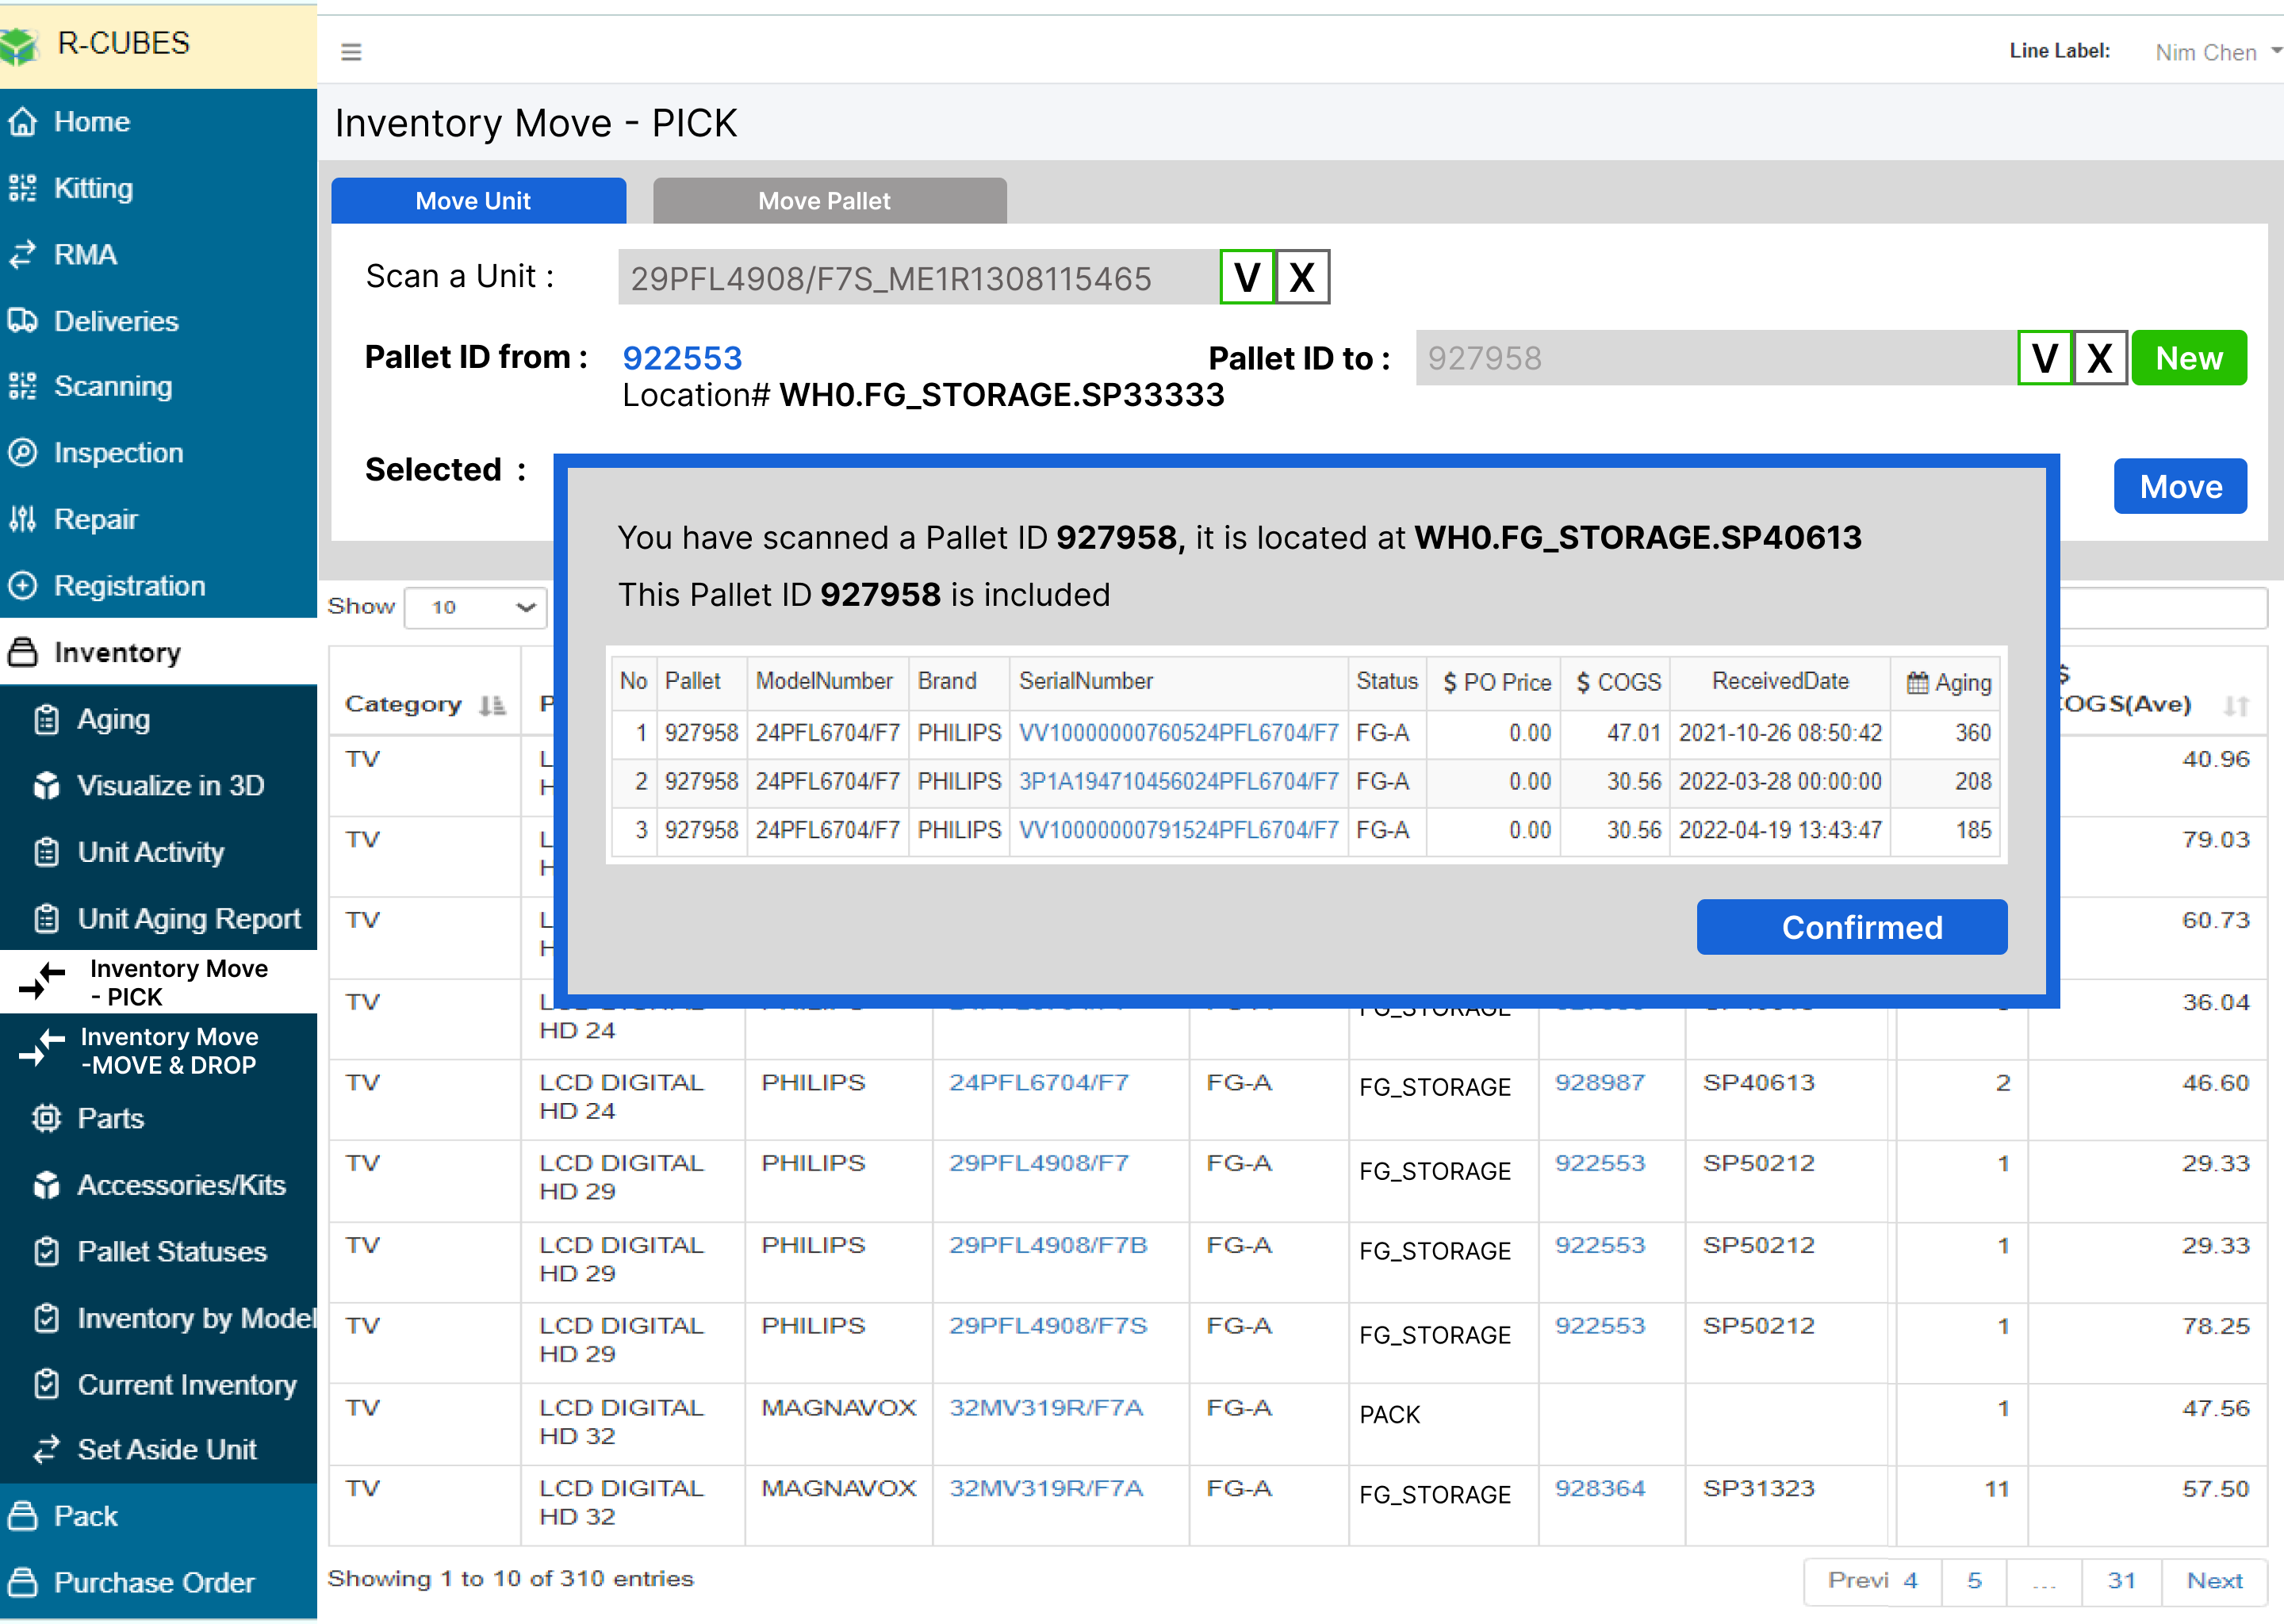 R-CUBES
Line Label: Nim Chen
Home
Kitting
RMA
Deliveries
Scanning
Inspection
Repair
Registration
Inventory
Aging
Visualize in 3D
Unit Activity
Unit Aging Report
Inventory Move
- PICK
Inventory Move
-MOVE & DROP
Parts
Accessories/Kits
Pallet Statuses
Inventory by Model
Current Inventory
Set Aside Unit
Pack
Purchase Order
Inventory Move - PICK
Move Unit Move Pallet
Scan a Unit : 29PFL4908/F7S_ME1R1308115465 V X
Pallet ID from : 922553 Pallet ID to : 927958 V X New
Location# WH0.FG_STORAGE.SP33333
Selected :
Move
You have scanned a Pallet ID 927958, it is located at WH0.FG_STORAGE.SP40613
This Pallet ID 927958 is included
No Pallet ModelNumber Brand SerialNumber Status $ PO Price $ COGS ReceivedDate Aging
1 927958 24PFL6704/F7 PHILIPS VV10000000760524PFL6704/F7 FG-A 0.00 47.01 2021-10-26 08:50:42 360
2 927958 24PFL6704/F7 PHILIPS 3P1A194710456024PFL6704/F7 FG-A 0.00 30.56 2022-03-28 00:00:00 208
3 927958 24PFL6704/F7 PHILIPS VV10000000791524PFL6704/F7 FG-A 0.00 30.56 2022-04-19 13:43:47 185
Confirmed
Show 10
Category COGS(Ave)
TV 40.96
TV 79.03
TV 60.73
TV 36.04
HD 24
TV LCD DIGITAL PHILIPS 24PFL6704/F7 FG-A FG_STORAGE 928987 SP40613 2 46.60
HD 24
TV LCD DIGITAL PHILIPS 29PFL4908/F7 FG-A FG_STORAGE 922553 SP50212 1 29.33
HD 29
TV LCD DIGITAL PHILIPS 29PFL4908/F7B FG-A FG_STORAGE 922553 SP50212 1 29.33
HD 29
TV LCD DIGITAL PHILIPS 29PFL4908/F7S FG-A FG_STORAGE 922553 SP50212 1 78.25
HD 29
TV LCD DIGITAL MAGNAVOX 32MV319R/F7A FG-A PACK 1 47.56
HD 32
TV LCD DIGITAL MAGNAVOX 32MV319R/F7A FG-A FG_STORAGE 928364 SP31323 11 57.50
HD 32
Showing 1 to 10 of 310 entries
Previ 4 5 ... 31 Next